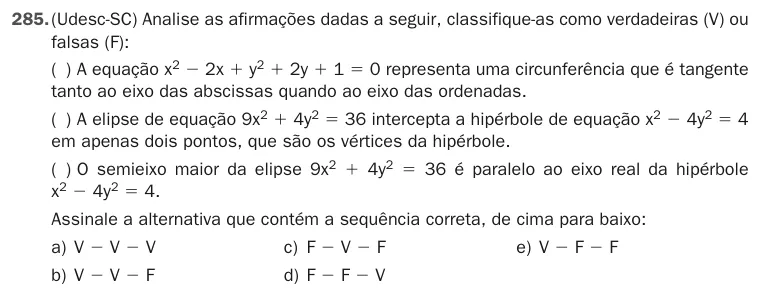 285. (Udesc-SC) Analise as afirmações dadas a seguir, classifique-as como verdadeiras (V) ou
falsas (F):
( ) A equação x² − 2x + y² + 2y + 1 = 0 representa uma circunferência que é tangente
tanto ao eixo das abscissas quando ao eixo das ordenadas.
( ) A elipse de equação 9x² + 4y² = 36 intercepta a hipérbole de equação x² − 4y² = 4
em apenas dois pontos, que são os vértices da hipérbole.
( ) O semieixo maior da elipse 9x² + 4y² = 36 é paralelo ao eixo real da hipérbole
x² − 4y² = 4.
Assinale a alternativa que contém a sequência correta, de cima para baixo:
a) V − V − V c) F − V − F e) V − F − F
b) V − V − F d) F − F − V